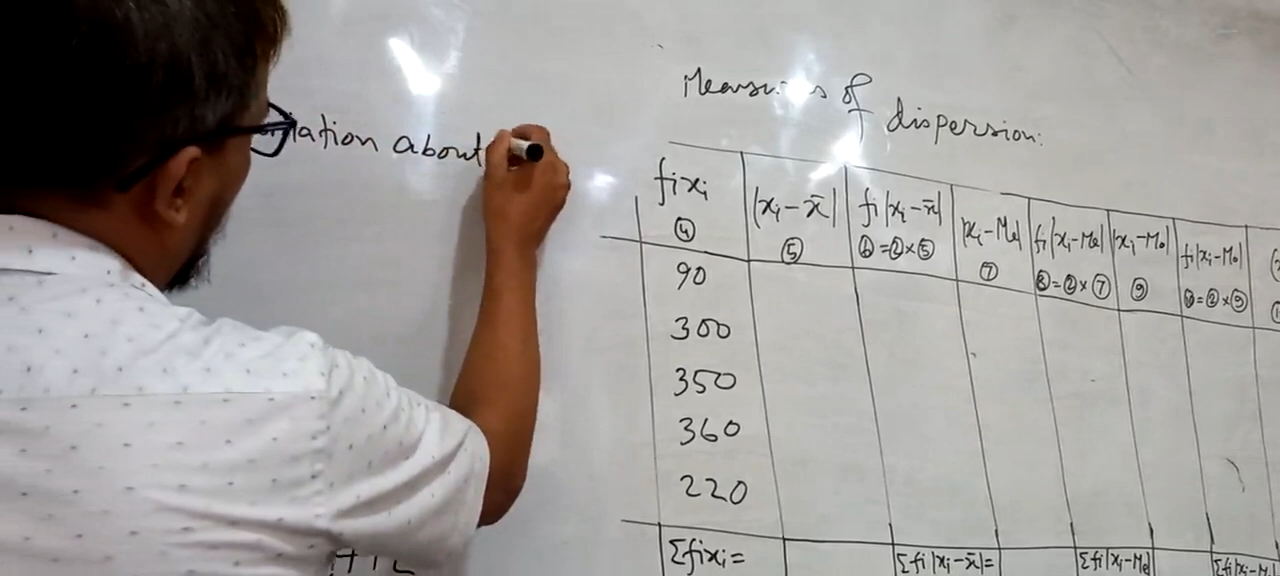 mation about
Measures of dispersion:
fixi |xi-x̄| fi|xi-x̄| |xi-Me| fi|xi-Me| |xi-Mo| fi|xi-Mo|
④ ⑤ ⑥=②×⑤ ⑦ ⑧=②×⑦ ⑨ ⑩=②×⑨
90
300
350
360
220
Σfixi= Σfi|xi-x̄|= Σfi|xi-Me|